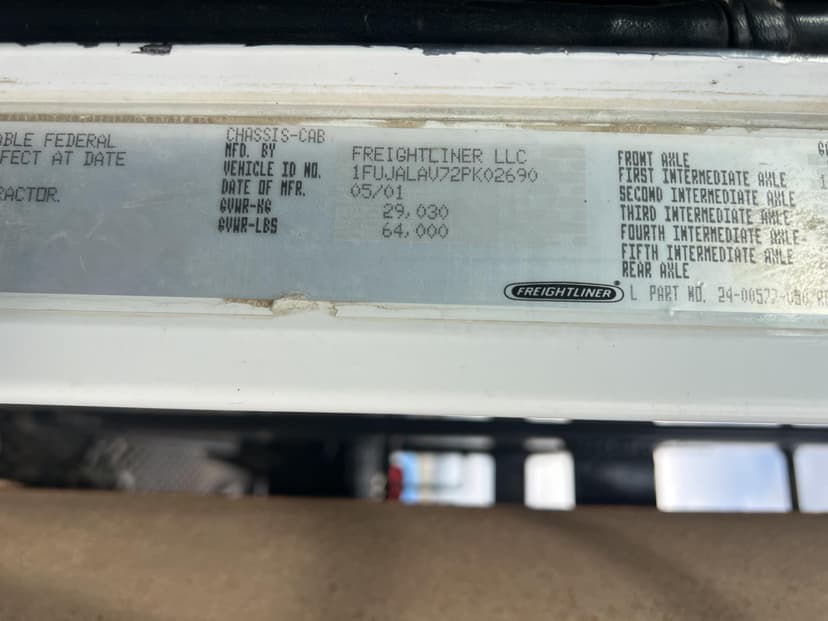 ABLE FEDERAL
FECT AT DATE
RACTOR.
CHASSIS-CAB
MFD. BY FREIGHTLINER LLC
VEHICLE ID NO. 1FUJALAV72PK02690
DATE OF MFR. 05/01
GVWR-KG 29,030
GVWR-LBS 64,000
FRONT AXLE
FIRST INTERMEDIATE AXLE
SECOND INTERMEDIATE AXLE
THIRD INTERMEDIATE AXLE
FOURTH INTERMEDIATE AXLE
FIFTH INTERMEDIATE AXLE
REAR AXLE
FREIGHTLINER L PART NO.